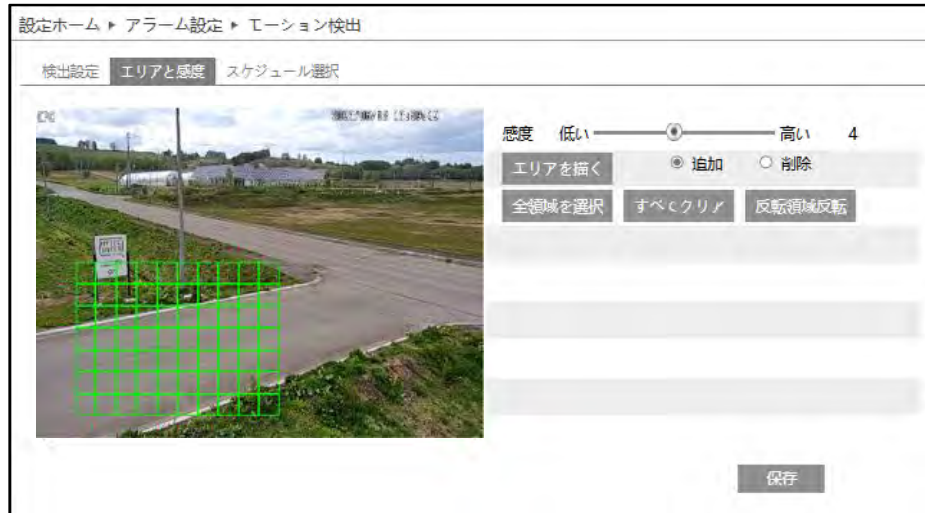 設定ホーム ▸ アラーム設定 ▸ モーション検出
検出設定 エリアと感度 スケジュール選択
感度 低い 高い 4
エリアを描く 追加 削除
全領域を選択 すべてクリア 反転領域反転
保存